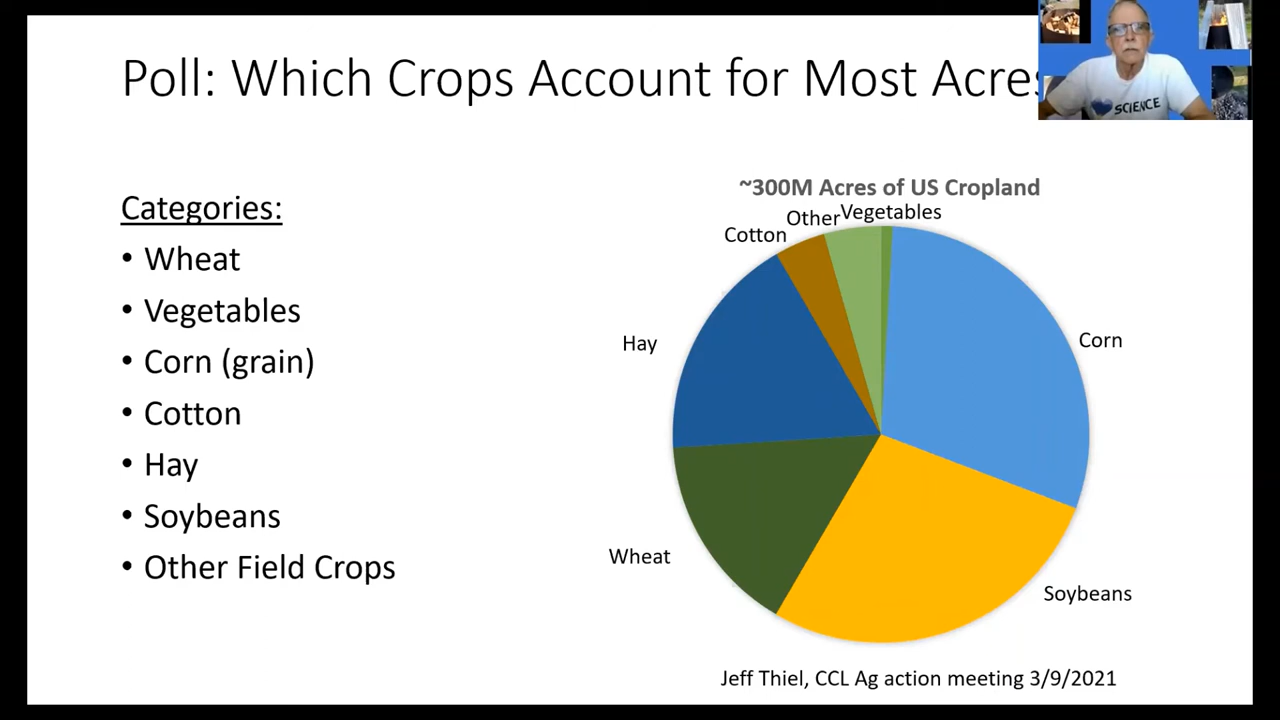 Poll: Which Crops Account for Most Acres
SCIENCE
Categories:
• Wheat
• Vegetables
• Corn (grain)
• Cotton
• Hay
• Soybeans
• Other Field Crops
~300M Acres of US Cropland
Vegetables
Other
Cotton
Hay
Corn
Wheat
Soybeans
Jeff Thiel, CCL Ag action meeting 3/9/2021